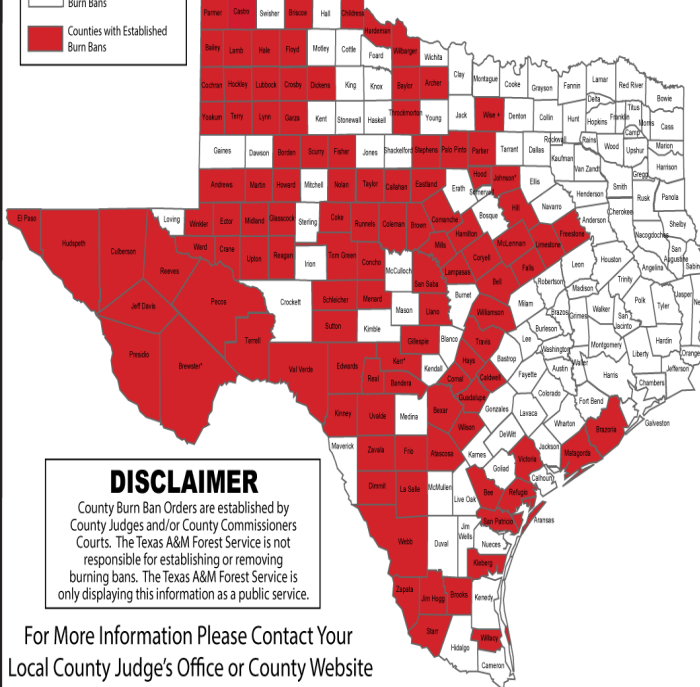 Burn Bans
Counties with Established
Burn Bans
Parmer Castro Swisher Briscoe Hall Childress
Hardeman
Bailey Lamb Hale Floyd Motley Cottle Foard Wilbarger Wichita
Clay Montague Cooke Grayson Fannin Lamar Red River Bowie
Delta Titus
Cochran Hockley Lubbock Crosby Dickens King Knox Baylor Archer
Yoakum Terry Lynn Garza Kent Stonewall Haskell Throckmorton Young Jack Wise + Denton Collin Hunt Hopkins Franklin Morris Cass
Camp
Gaines Dawson Borden Scurry Fisher Jones Shackelford Stephens Palo Pinto Parker Tarrant Dallas Rockwall Rains Wood Upshur Marion
Kaufman Van Zandt Gregg Harrison
Andrews Martin Howard Mitchell Nolan Taylor Callahan Eastland Erath Hood Somervell Johnson* Ellis Henderson Smith Rusk Panola
El Paso Hudspeth Culberson Reeves Loving Winkler Ector Midland Glasscock Sterling Coke Runnels Coleman Brown Comanche Bosque Hill Navarro Anderson Cherokee Shelby
Hamilton Freestone Nacogdoches San
Augustine
Ward Crane Upton Reagan Irion Tom Green Concho McCulloch Mills McLennan Limestone Leon Houston Angelina Sabin
San Saba Lampasas Coryell Bell Falls Robertson Madison Trinity Polk Tyler Jasper Ne
Jeff Davis Pecos Crockett Schleicher Menard Mason Llano Burnet Williamson Milam Brazos Grimes Walker San
Jacinto
Presidio Brewster* Terrell Sutton Kimble Gillespie Blanco Travis Lee Burleson Washington Montgomery Liberty Hardin Orange
Val Verde Edwards Kerr* Kendall Hays Bastrop Fayette Austin Waller Harris Chambers Jefferson
Real Bandera Comal Caldwell Colorado Fort Bend Galveston
Kinney Uvalde Medina Bexar Guadalupe Gonzales Lavaca Wharton Brazoria
Wilson DeWitt Jackson Matagorda
Maverick Zavala Frio Atascosa Karnes Goliad Victoria Calhoun
Dimmit La Salle McMullen Live Oak Bee Refugio Aransas
San Patricio
Webb Duval Jim
Wells Nueces
Kleberg
Zapata Jim Hogg Brooks Kenedy
Starr Hidalgo Willacy
Cameron
DISCLAIMER
County Burn Ban Orders are established by
County Judges and/or County Commissioners
Courts. The Texas A&M Forest Service is not
responsible for establishing or removing
burning bans. The Texas A&M Forest Service is
only displaying this information as a public service.
For More Information Please Contact Your
Local County Judge's Office or County Website